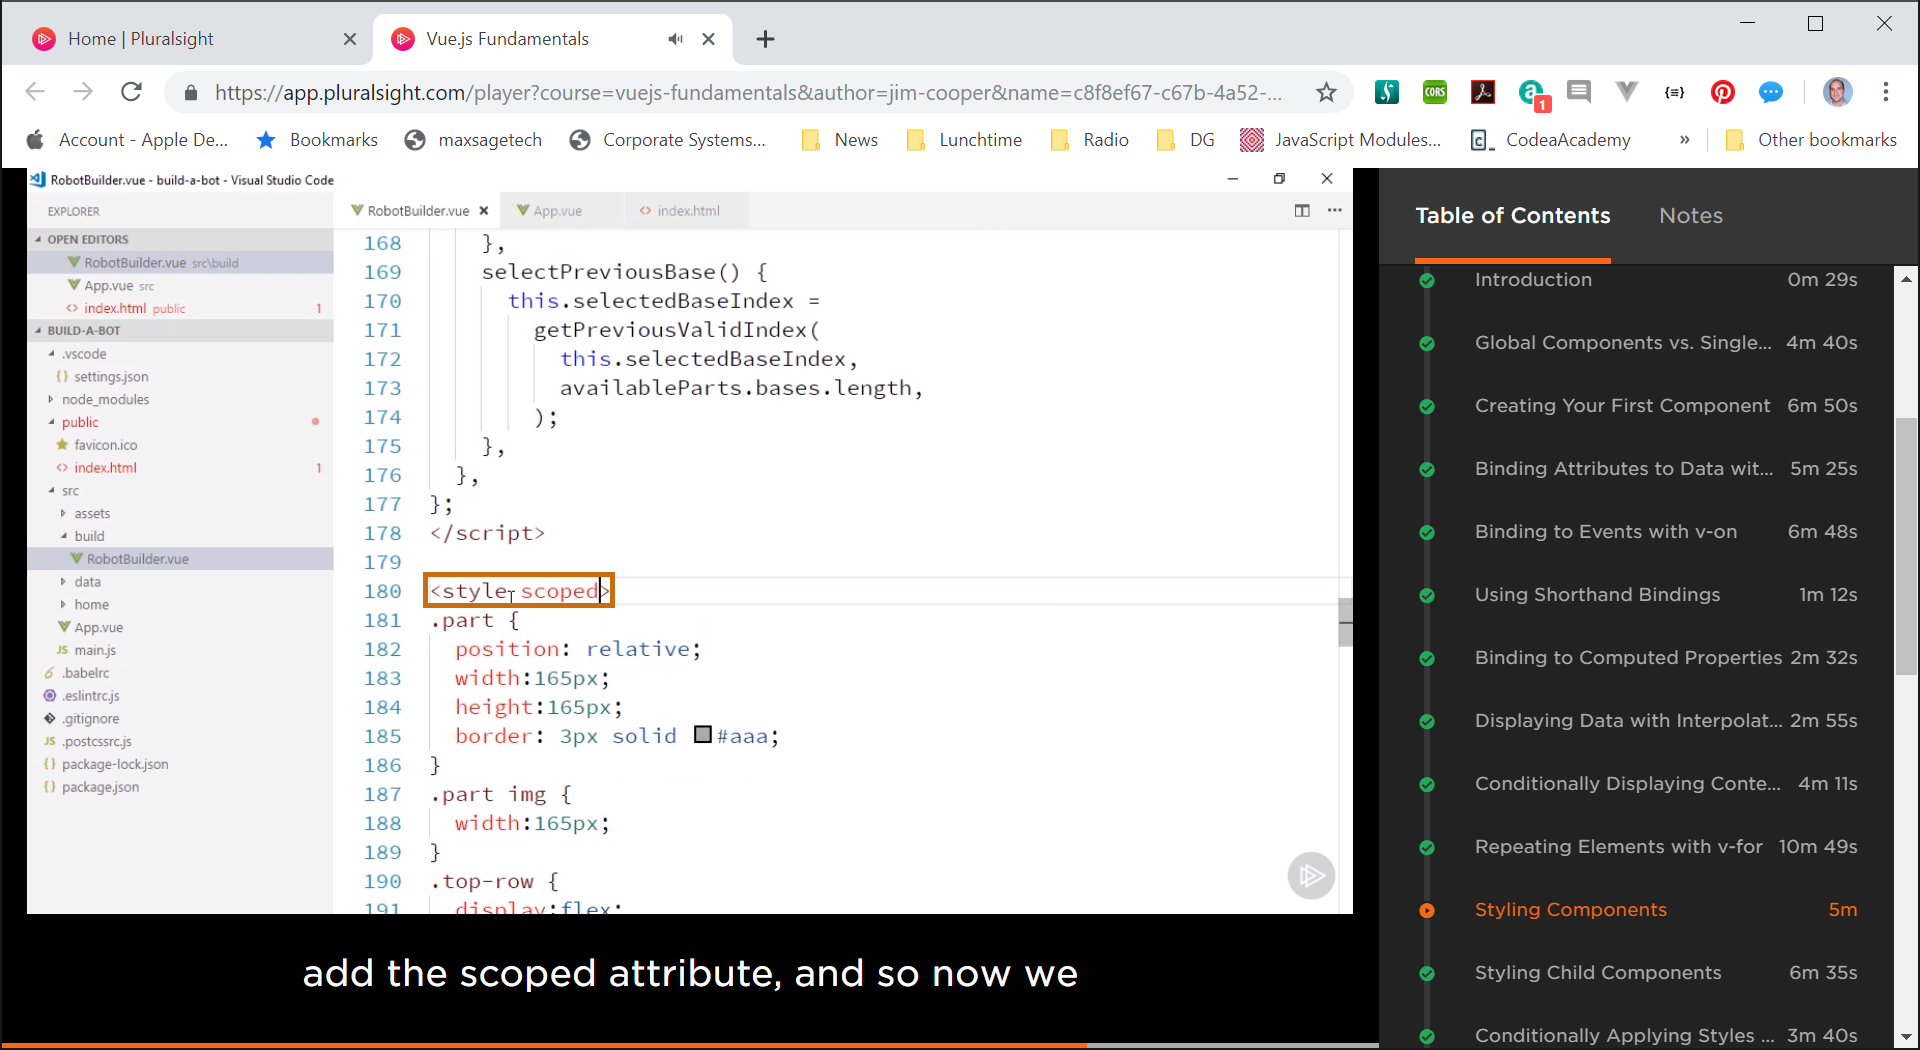 Home | Pluralsight
Vue.js Fundamentals
https://app.pluralsight.com/player?course=vuejs-fundamentals&author=jim-cooper&name=c8f8ef67-c67b-4a52-...
CORS
1
{≡}
Account - Apple De...
Bookmarks
maxsagetech
Corporate Systems...
News
Lunchtime
Radio
DG
JavaScript Modules...
CodeaAcademy
»
Other bookmarks
RobotBuilder.vue - build-a-bot - Visual Studio Code
EXPLORER
OPEN EDITORS
RobotBuilder.vue src\build
App.vue src
<> index.html public 1
BUILD-A-BOT
.vscode
{} settings.json
node_modules
public
favicon.ico
<> index.html 1
src
assets
build
RobotBuilder.vue
data
home
App.vue
JS main.js
.babelrc
.eslintrc.js
.gitignore
JS .postcssrc.js
{} package-lock.json
{} package.json
RobotBuilder.vue
App.vue
<> index.html
168 },
169 selectPreviousBase() {
170 this.selectedBaseIndex =
171 getPreviousValidIndex(
172 this.selectedBaseIndex,
173 availableParts.bases.length,
174 );
175 },
176 },
177 };
178 </script>
179
180 <style scoped>
181 .part {
182 position: relative;
183 width:165px;
184 height:165px;
185 border: 3px solid #aaa;
186 }
187 .part img {
188 width:165px;
189 }
190 .top-row {
191 display:flex;
add the scoped attribute, and so now we
Table of Contents
Notes
Introduction 0m 29s
Global Components vs. Single... 4m 40s
Creating Your First Component 6m 50s
Binding Attributes to Data wit... 5m 25s
Binding to Events with v-on 6m 48s
Using Shorthand Bindings 1m 12s
Binding to Computed Properties 2m 32s
Displaying Data with Interpolat... 2m 55s
Conditionally Displaying Conte... 4m 11s
Repeating Elements with v-for 10m 49s
Styling Components 5m
Styling Child Components 6m 35s
Conditionally Applying Styles ... 3m 40s